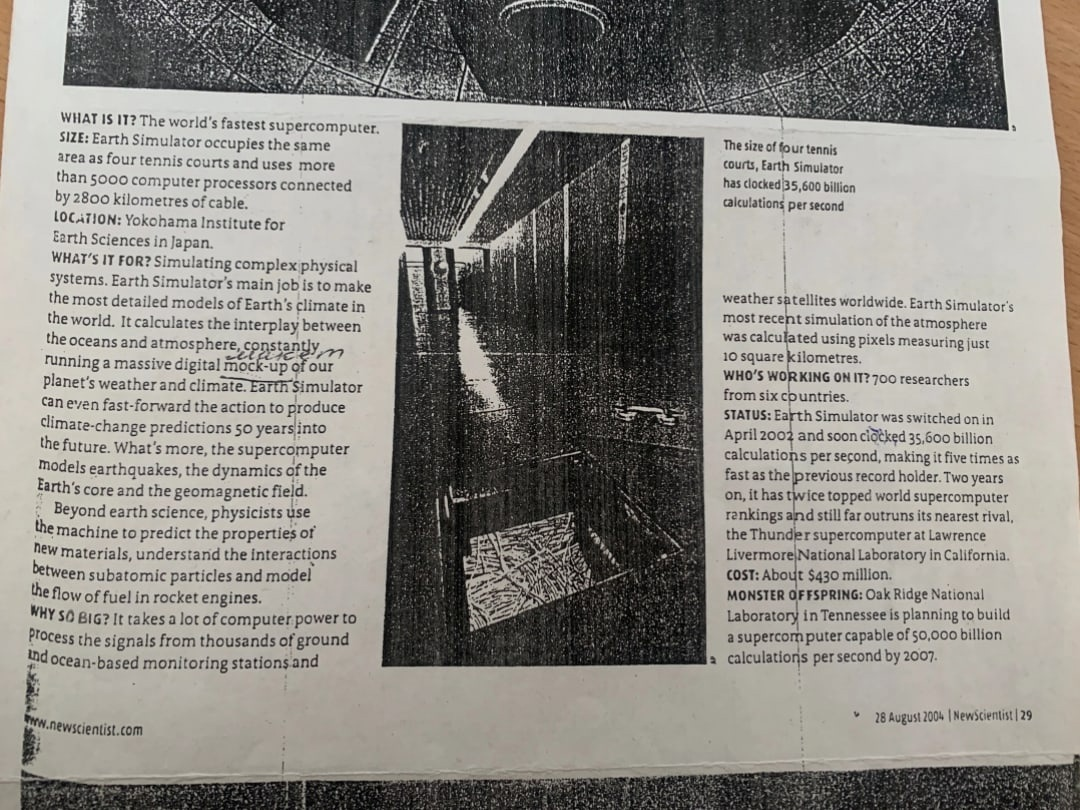 WHAT IS IT? The world's fastest supercomputer.
SIZE: Earth Simulator occupies the same
area as four tennis courts and uses more
than 5000 computer processors connected
by 2800 kilometres of cable.
LOCATION: Yokohama Institute for
Earth Sciences in Japan.
WHAT'S IT FOR? Simulating complex physical
systems. Earth Simulator's main job is to make
the most detailed models of Earth's climate in
the world. It calculates the interplay between
the oceans and atmosphere, constantly
running a massive digital mock-up of our
planet's weather and climate. Earth Simulator
can even fast-forward the action to produce
climate-change predictions 50 years into
the future. What's more, the supercomputer
models earthquakes, the dynamics of the
Earth's core and the geomagnetic field.
Beyond earth science, physicists use
the machine to predict the properties of
new materials, understand the interactions
between subatomic particles and model
the flow of fuel in rocket engines.
WHY SO BIG? It takes a lot of computer power to
process the signals from thousands of ground
and ocean-based monitoring stations and
The size of four tennis
courts, Earth Simulator
has clocked 35,600 billion
calculations per second
weather satellites worldwide. Earth Simulator's
most recent simulation of the atmosphere
was calculated using pixels measuring just
10 square kilometres.
WHO'S WORKING ON IT? 700 researchers
from six countries.
STATUS: Earth Simulator was switched on in
April 2002 and soon clocked 35,600 billion
calculations per second, making it five times as
fast as the previous record holder. Two years
on, it has twice topped world supercomputer
rankings and still far outruns its nearest rival,
the Thunder supercomputer at Lawrence
Livermore National Laboratory in California.
COST: About $430 million.
MONSTER OFFSPRING: Oak Ridge National
Laboratory in Tennessee is planning to build
a supercomputer capable of 50,000 billion
calculations per second by 2007.
www.newscientist.com
28 August 2004 | NewScientist | 29